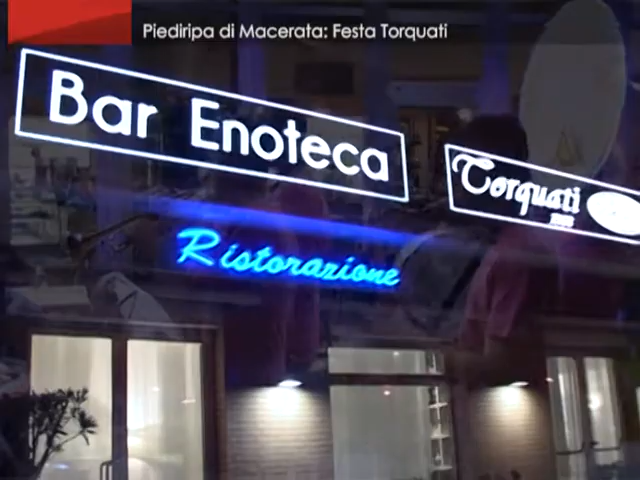 Piediripa di Macerata: Festa Torquati
Bar Enoteca
Torquati
Ristorazione